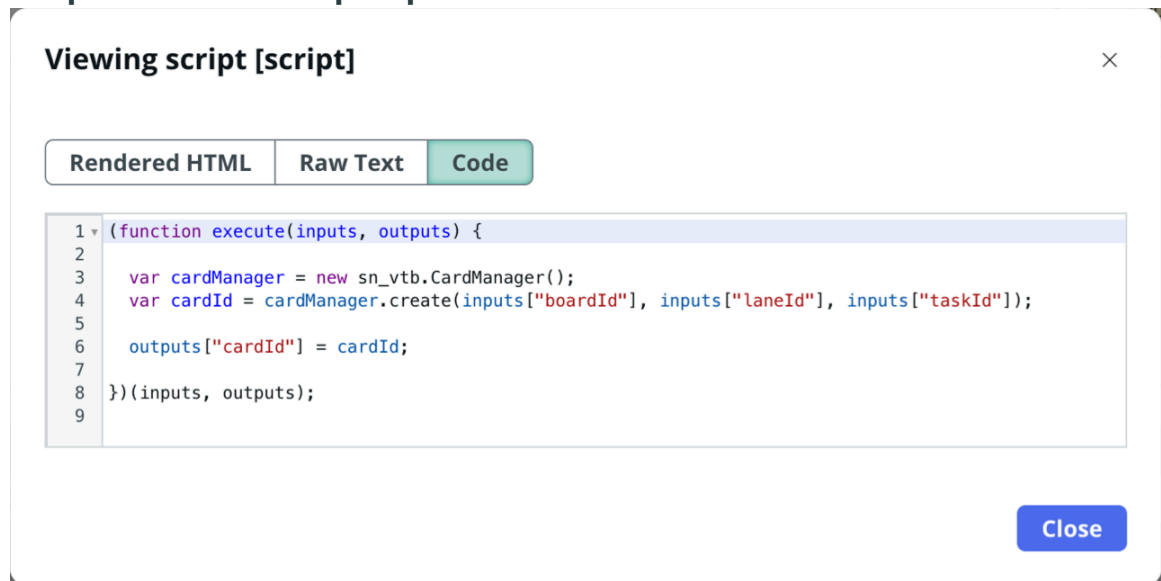 Viewing script [script]
×
Rendered HTML
Raw Text
Code
1 (function execute(inputs, outputs) {
2
3   var cardManager = new sn_vtb.CardManager();
4   var cardId = cardManager.create(inputs["boardId"], inputs["laneId"], inputs["taskId"]);
5
6   outputs["cardId"] = cardId;
7
8 })(inputs, outputs);
9
Close